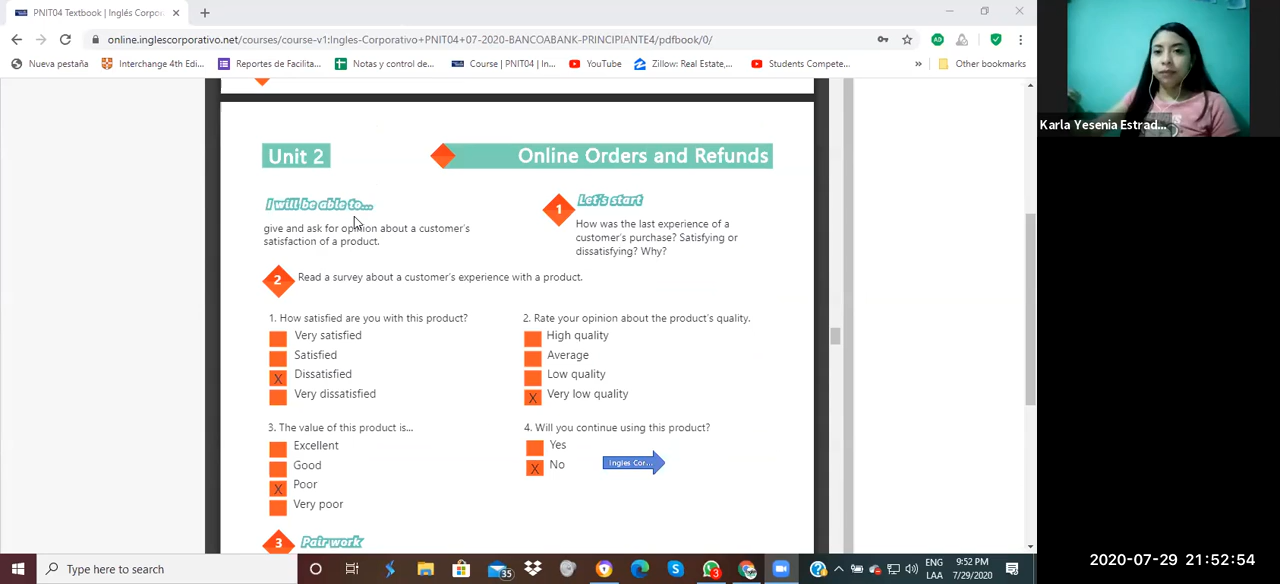 PNIT04 Textbook | Inglés Corpor
online.inglescorporativo.net/courses/course-v1:Ingles-Corporativo+PNIT04+07-2020-BANCOABANK-PRINCIPIANTE4/pdfbook/0/
Nueva pestaña
Interchange 4th Edi...
Reportes de Facilita...
Notas y control de...
Course | PNIT04 | In...
YouTube
Zillow: Real Estate,...
Students Compete...
»
Other bookmarks
Karla Yesenia Estrad...
Unit 2
Online Orders and Refunds
I will be able to...
give and ask for opinion about a customer's
satisfaction of a product.
1
Let's start
How was the last experience of a
customer's purchase? Satisfying or
dissatisfying? Why?
2
Read a survey about a customer's experience with a product.
1. How satisfied are you with this product?
Very satisfied
Satisfied
X Dissatisfied
Very dissatisfied
2. Rate your opinion about the product's quality.
High quality
Average
Low quality
X Very low quality
3. The value of this product is...
Excellent
Good
X Poor
Very poor
4. Will you continue using this product?
Yes
X No
Ingles Cor...
3
Pair work
Type here to search
35
3
ENG
LAA
9:52 PM
7/29/2020
2020-07-29 21:52:54